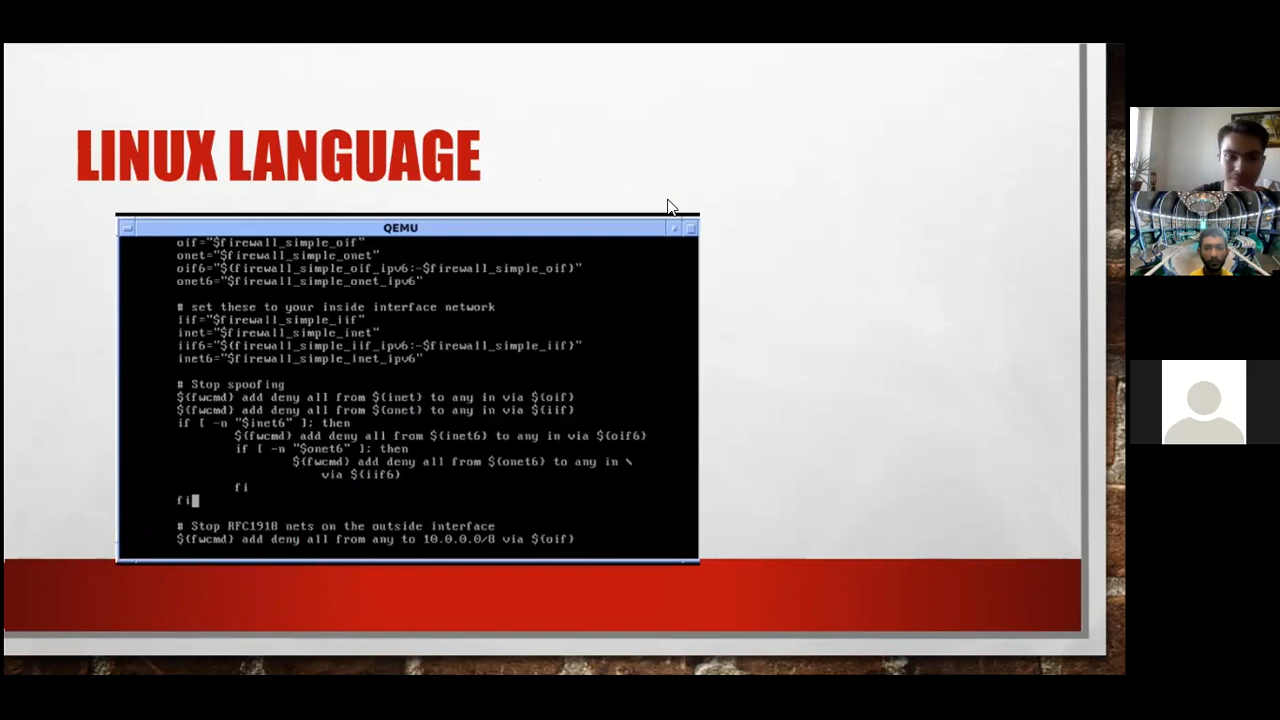 LINUX LANGUAGE
QEMU
oif="$firewall_simple_oif"
onet="$firewall_simple_onet"
oif6="${firewall_simple_oif_ipv6:-$firewall_simple_oif}"
onet6="$firewall_simple_onet_ipv6"
# set these to your inside interface network
iif="$firewall_simple_iif"
inet="$firewall_simple_inet"
iif6="${firewall_simple_iif_ipv6:-$firewall_simple_iif}"
inet6="$firewall_simple_inet_ipv6"
# Stop spoofing
${fwcmd} add deny all from ${inet} to any in via ${oif}
${fwcmd} add deny all from ${onet} to any in via ${iif}
if [ -n "$inet6" ]; then
${fwcmd} add deny all from ${inet6} to any in via ${oif6}
if [ -n "$onet6" ]; then
${fwcmd} add deny all from ${onet6} to any in \
via ${iif6}
fi
fi
# Stop RFC1918 nets on the outside interface
${fwcmd} add deny all from any to 10.0.0.0/8 via ${oif}